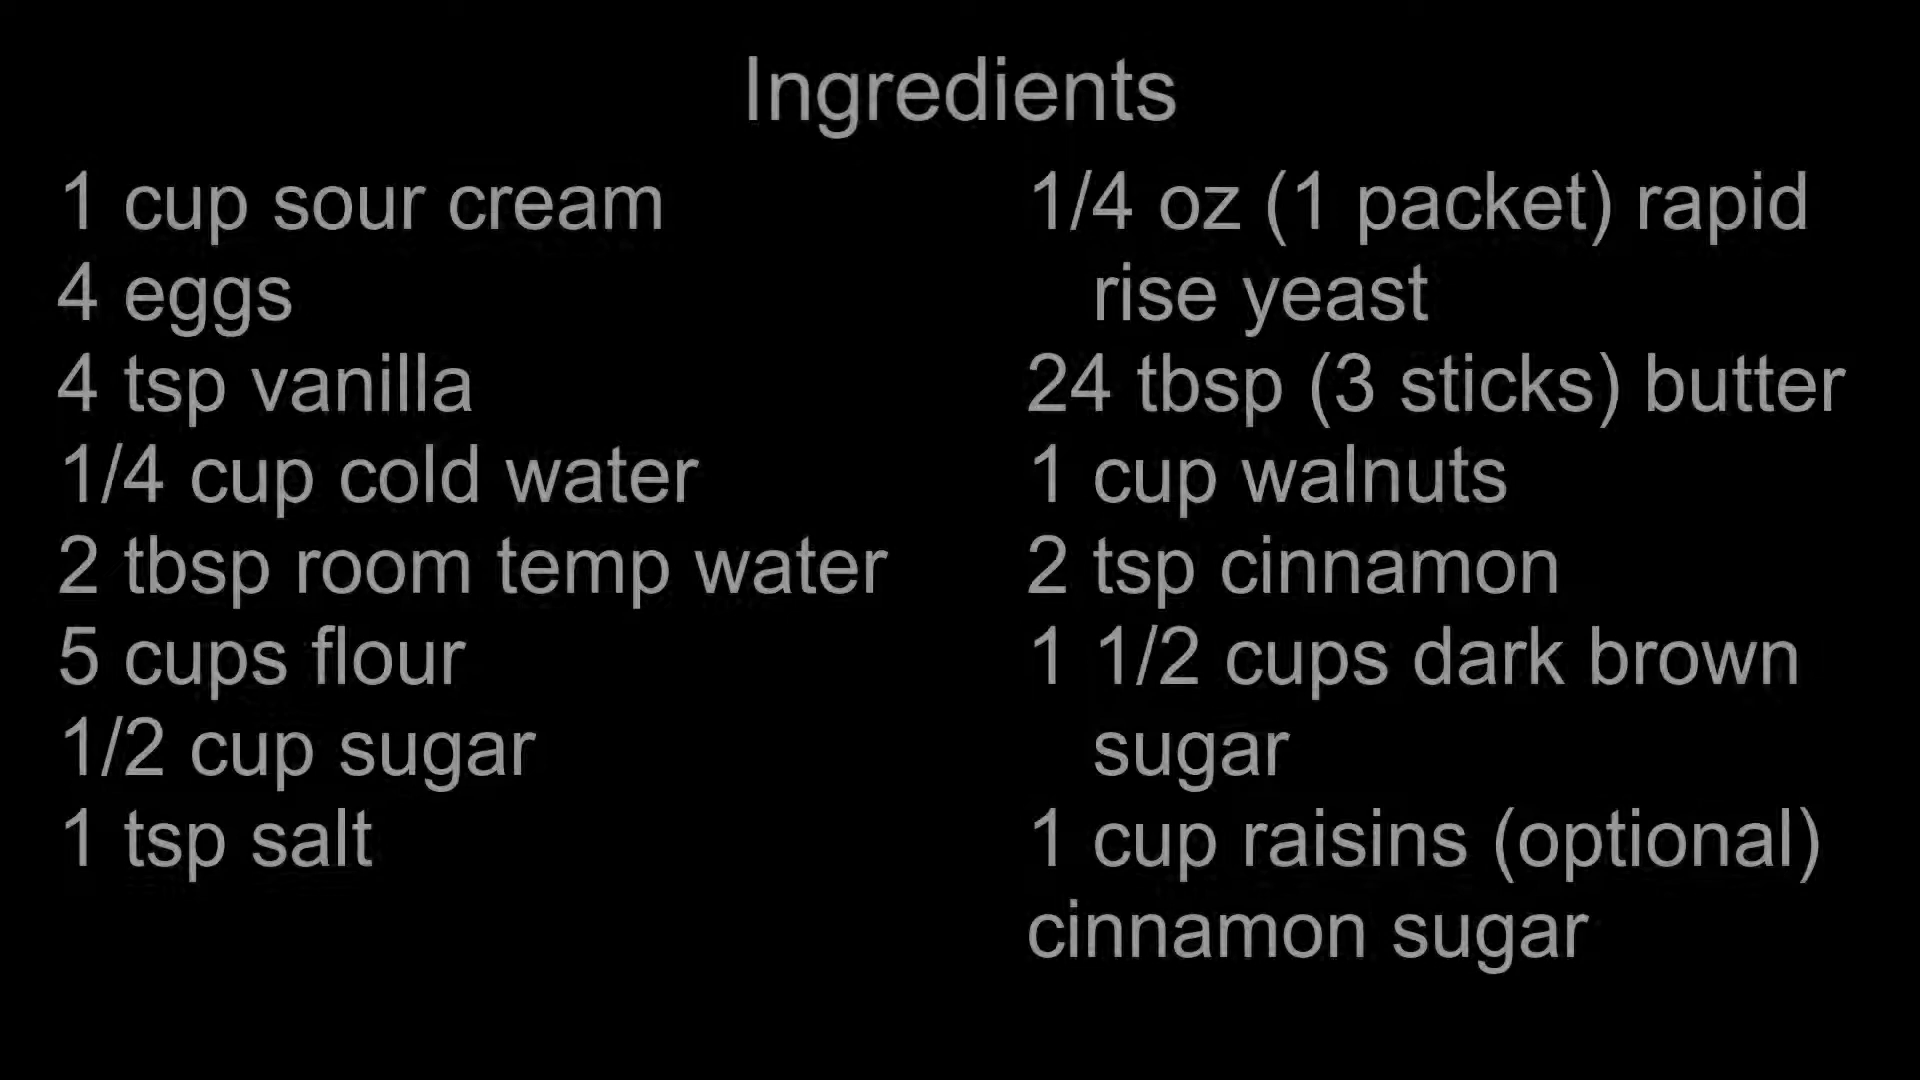 Ingredients
1 cup sour cream
4 eggs
4 tsp vanilla
1/4 cup cold water
2 tbsp room temp water
5 cups flour
1/2 cup sugar
1 tsp salt
1/4 oz (1 packet) rapid
rise yeast
24 tbsp (3 sticks) butter
1 cup walnuts
2 tsp cinnamon
1 1/2 cups dark brown
sugar
1 cup raisins (optional)
cinnamon sugar